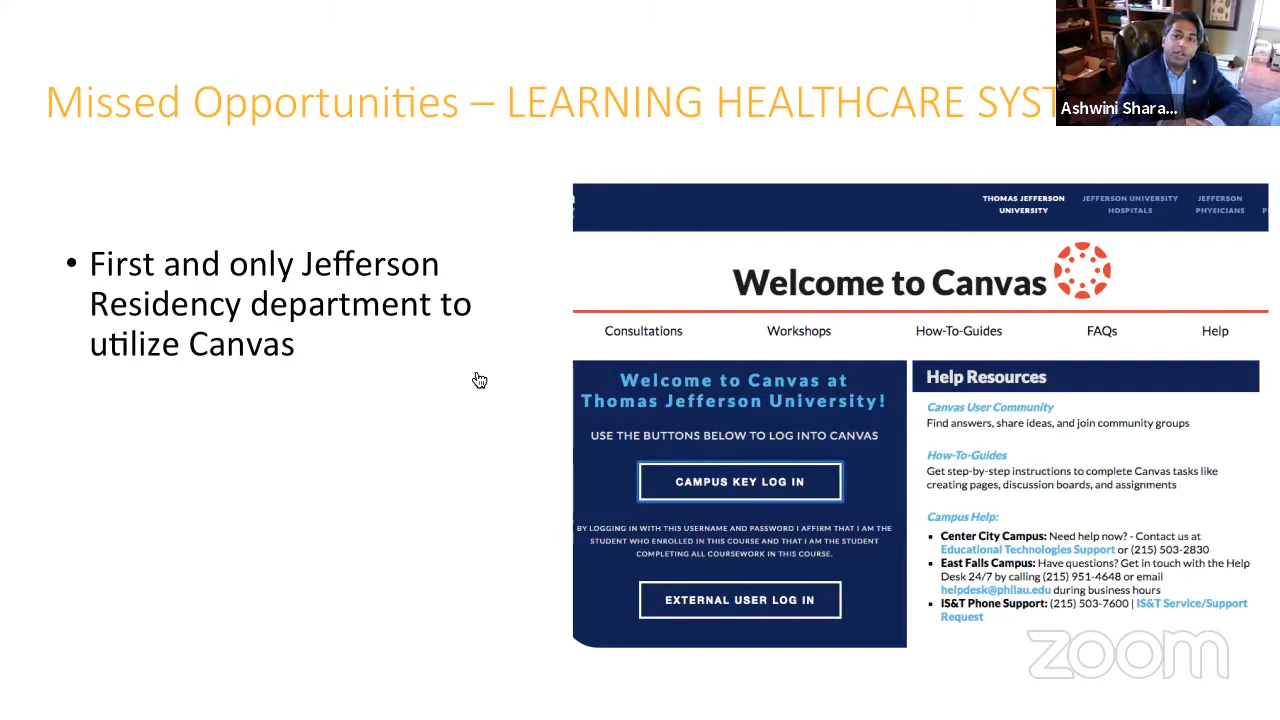 Missed Opportunities – LEARNING HEALTHCARE SYST
Ashwini Shara...
• First and only Jefferson
Residency department to
utilize Canvas
THOMAS JEFFERSON
UNIVERSITY
JEFFERSON UNIVERSITY
HOSPITALS
JEFFERSON
PHYSICIANS
Welcome to Canvas
Consultations
Workshops
How-To-Guides
FAQs
Help
Welcome to Canvas at
Thomas Jefferson University!
USE THE BUTTONS BELOW TO LOG INTO CANVAS
CAMPUS KEY LOG IN
BY LOGGING IN WITH THIS USERNAME AND PASSWORD I AFFIRM THAT I AM THE
STUDENT WHO ENROLLED IN THIS COURSE AND THAT I AM THE STUDENT
COMPLETING ALL COURSEWORK IN THIS COURSE.
EXTERNAL USER LOG IN
Help Resources
Canvas User Community
Find answers, share ideas, and join community groups
How-To-Guides
Get step-by-step instructions to complete Canvas tasks like
creating pages, discussion boards, and assignments
Campus Help:
▪ Center City Campus: Need help now? - Contact us at
Educational Technologies Support or (215) 503-2830
▪ East Falls Campus: Have questions? Get in touch with the Help
Desk 24/7 by calling (215) 951-4648 or email
helpdesk@philau.edu during business hours
▪ IS&T Phone Support: (215) 503-7600 | IS&T Service/Support
Request
zoom